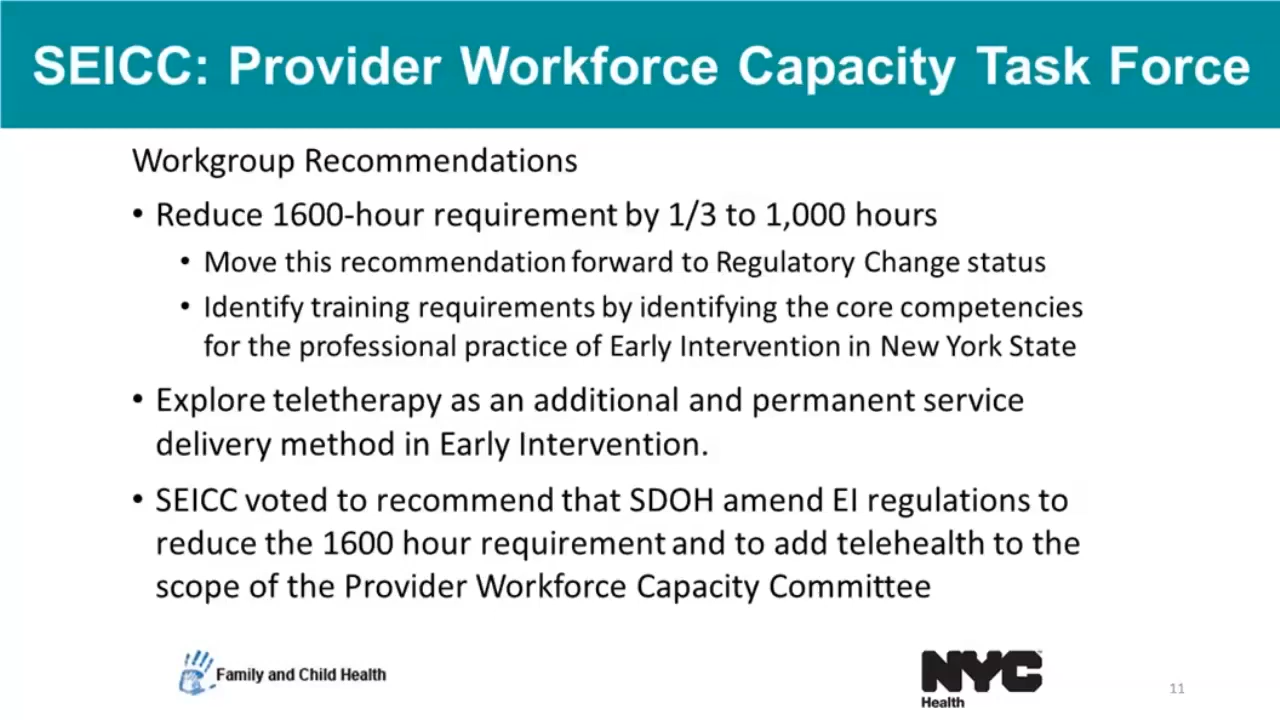 SEICC: Provider Workforce Capacity Task Force
Workgroup Recommendations
• Reduce 1600-hour requirement by 1/3 to 1,000 hours
• Move this recommendation forward to Regulatory Change status
• Identify training requirements by identifying the core competencies
for the professional practice of Early Intervention in New York State
• Explore teletherapy as an additional and permanent service
delivery method in Early Intervention.
• SEICC voted to recommend that SDOH amend EI regulations to
reduce the 1600 hour requirement and to add telehealth to the
scope of the Provider Workforce Capacity Committee
Family and Child Health
NYC
Health
11